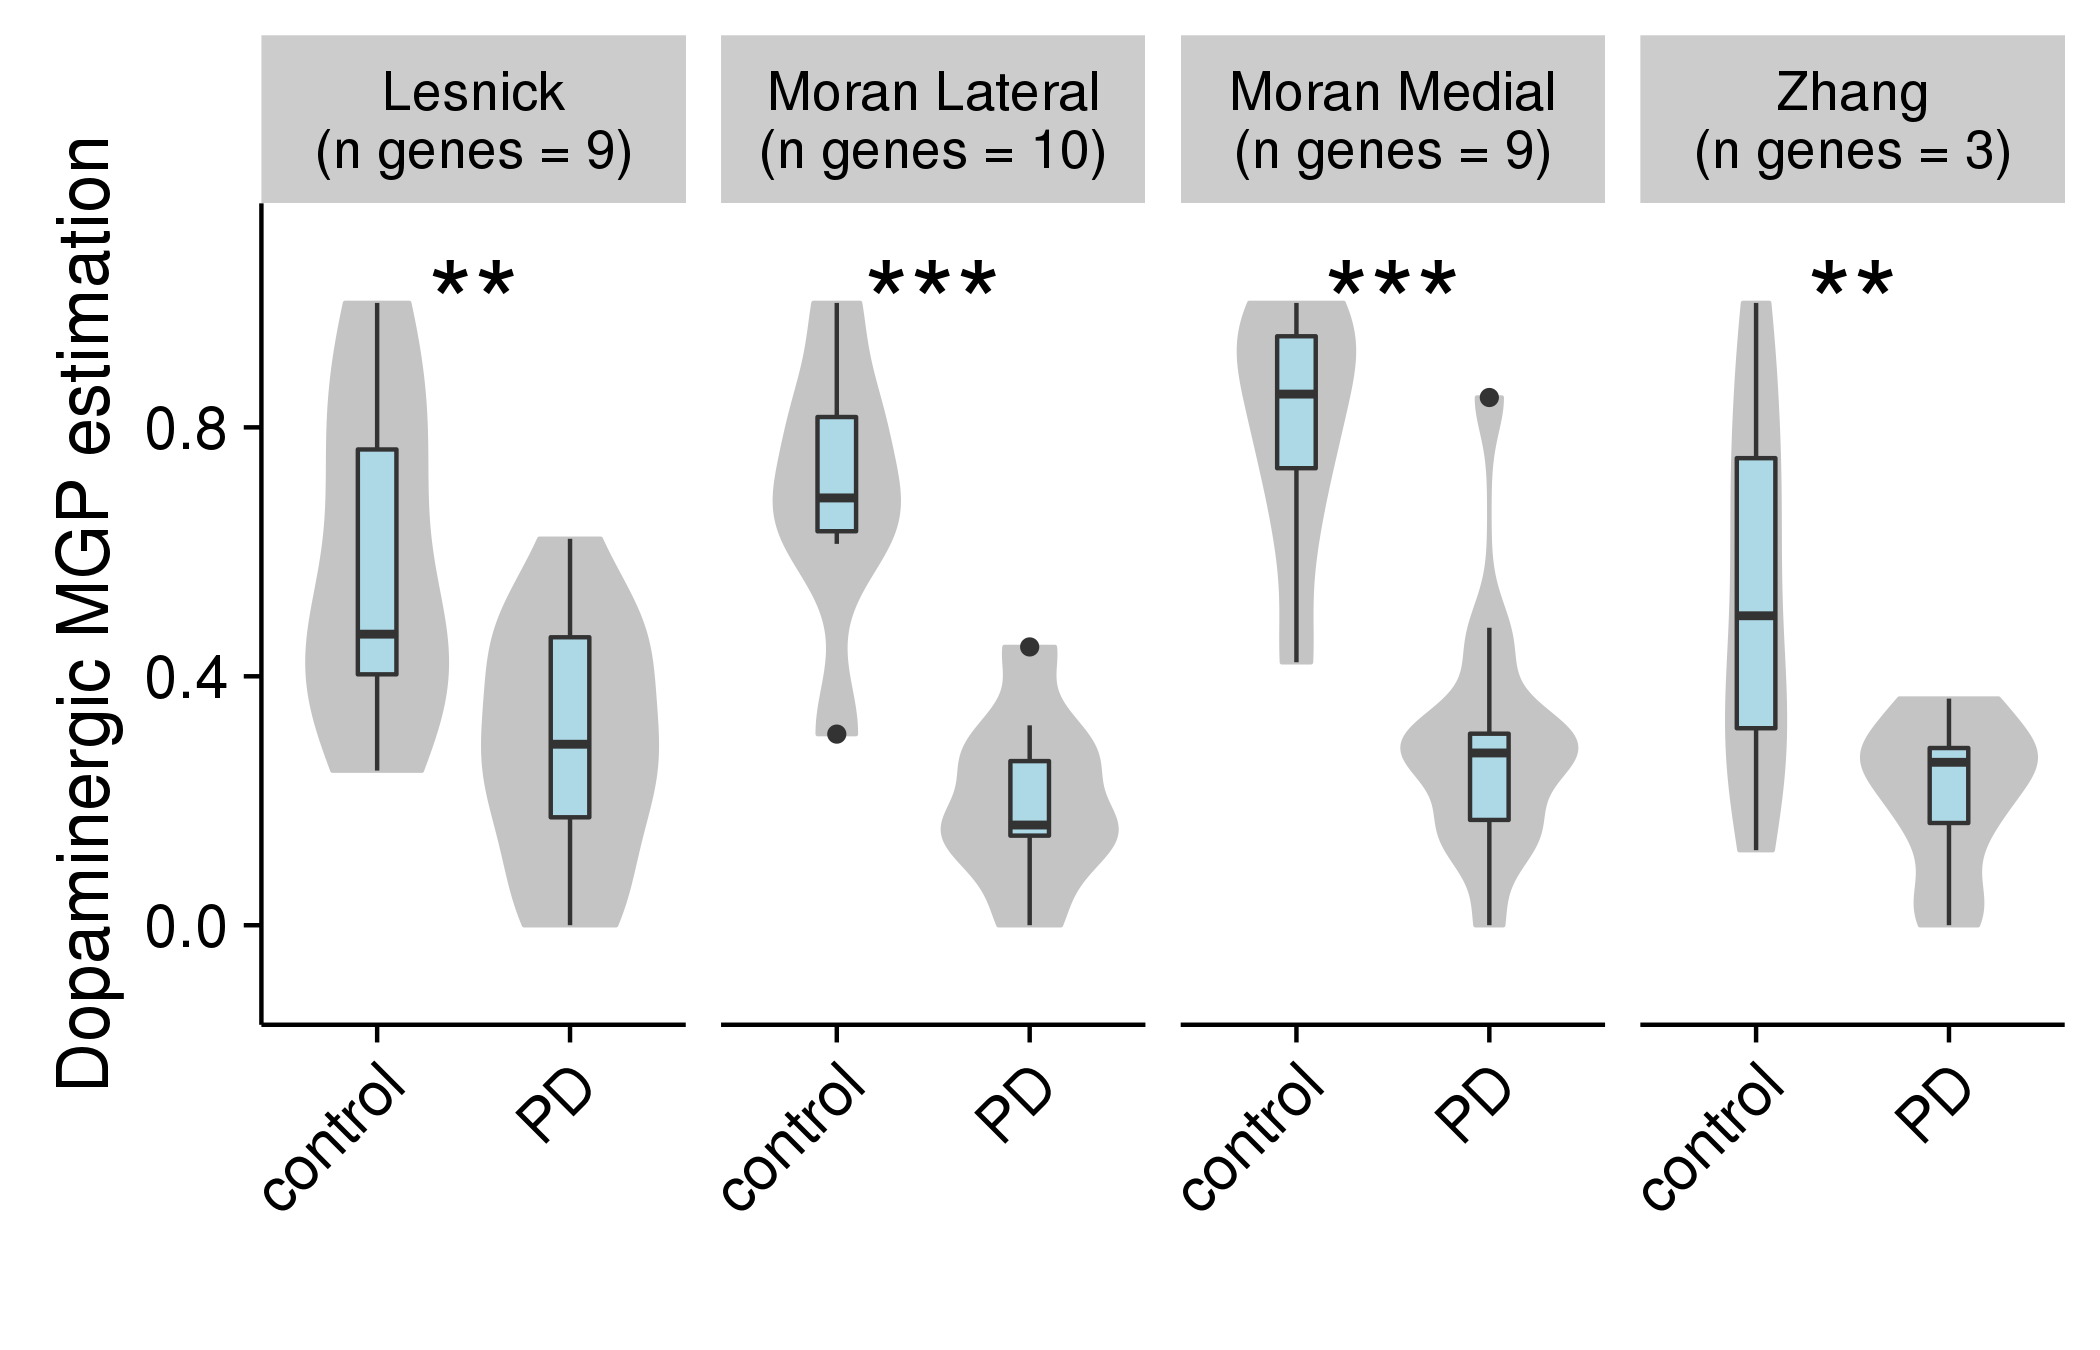 Lesnick
(n genes = 9)
Moran Lateral
(n genes = 10)
Moran Medial
(n genes = 9)
Zhang
(n genes = 3)
Dopaminergic MGP estimation
**
***
***
**
0.8
0.4
0.0
control
PD
control
PD
control
PD
control
PD